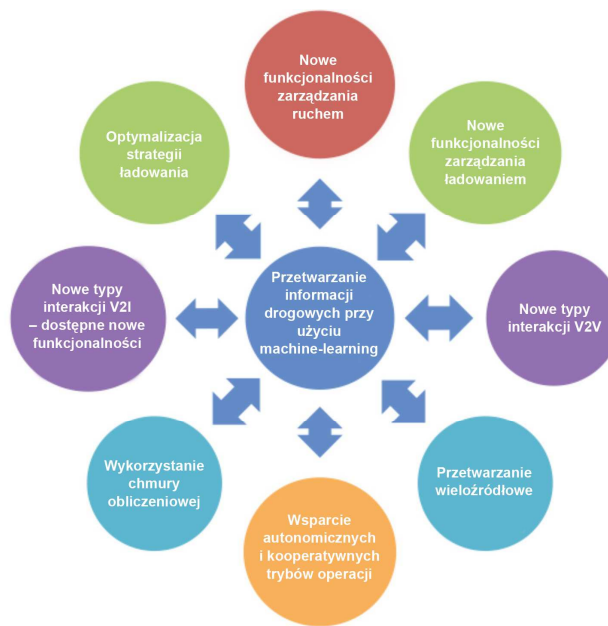 Nowe
funkcjonalności
zarządzania
ruchem
Optymalizacja
strategii
ładowania
Nowe
funkcjonalności
zarządzania
ładowaniem
Nowe typy
interakcji V2I
– dostępne nowe
funkcjonalności
Przetwarzanie
informacji
drogowych przy
użyciu
machine-learning
Nowe typy
interakcji V2V
Wykorzystanie
chmury
obliczeniowej
Przetwarzanie
wieloźródłowe
Wsparcie
autonomicznych
i kooperatywnych
trybów operacji